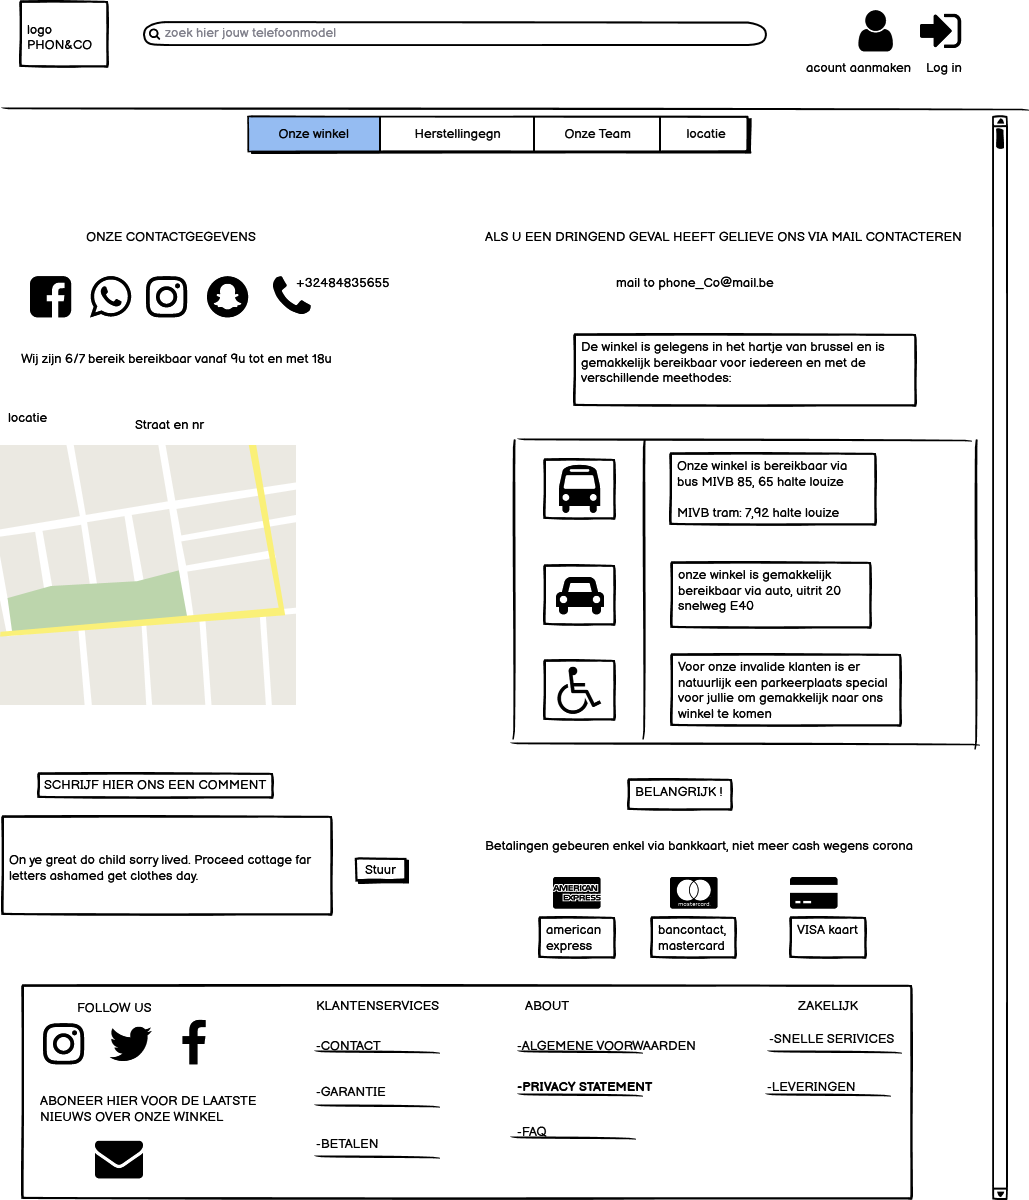 logo
PHON&CO
zoek hier jouw telefoonmodel
acount aanmaken
Log in
Onze winkel
Herstellingegn
Onze Team
locatie
ONZE CONTACTGEGEVENS
+32484835655
Wij zijn 6/7 bereik bereikbaar vanaf 9u tot en met 18u
locatie
Straat en nr
ALS U EEN DRINGEND GEVAL HEEFT GELIEVE ONS VIA MAIL CONTACTEREN
mail to phone_Co@mail.be
De winkel is gelegens in het hartje van brussel en is
gemakkelijk bereikbaar voor iedereen en met de
verschillende meethodes:
Onze winkel is bereikbaar via
bus MIVB 85, 65 halte louize
MIVB tram: 7,92 halte louize
onze winkel is gemakkelijk
bereikbaar via auto, uitrit 20
snelweg E40
Voor onze invalide klanten is er
natuurlijk een parkeerplaats special
voor jullie om gemakkelijk naar ons
winkel te komen
SCHRIJF HIER ONS EEN COMMENT
On ye great do child sorry lived. Proceed cottage far
letters ashamed get clothes day.
Stuur
BELANGRIJK !
Betalingen gebeuren enkel via bankkaart, niet meer cash wegens corona
AMERICAN
EXPRESS
mastercard.
american
express
bancontact,
mastercard
VISA kaart
FOLLOW US
ABONEER HIER VOOR DE LAATSTE
NIEUWS OVER ONZE WINKEL
KLANTENSERVICES
-CONTACT
-GARANTIE
-BETALEN
ABOUT
-ALGEMENE VOORWAARDEN
-PRIVACY STATEMENT
-FAQ
ZAKELIJK
-SNELLE SERIVICES
-LEVERINGEN